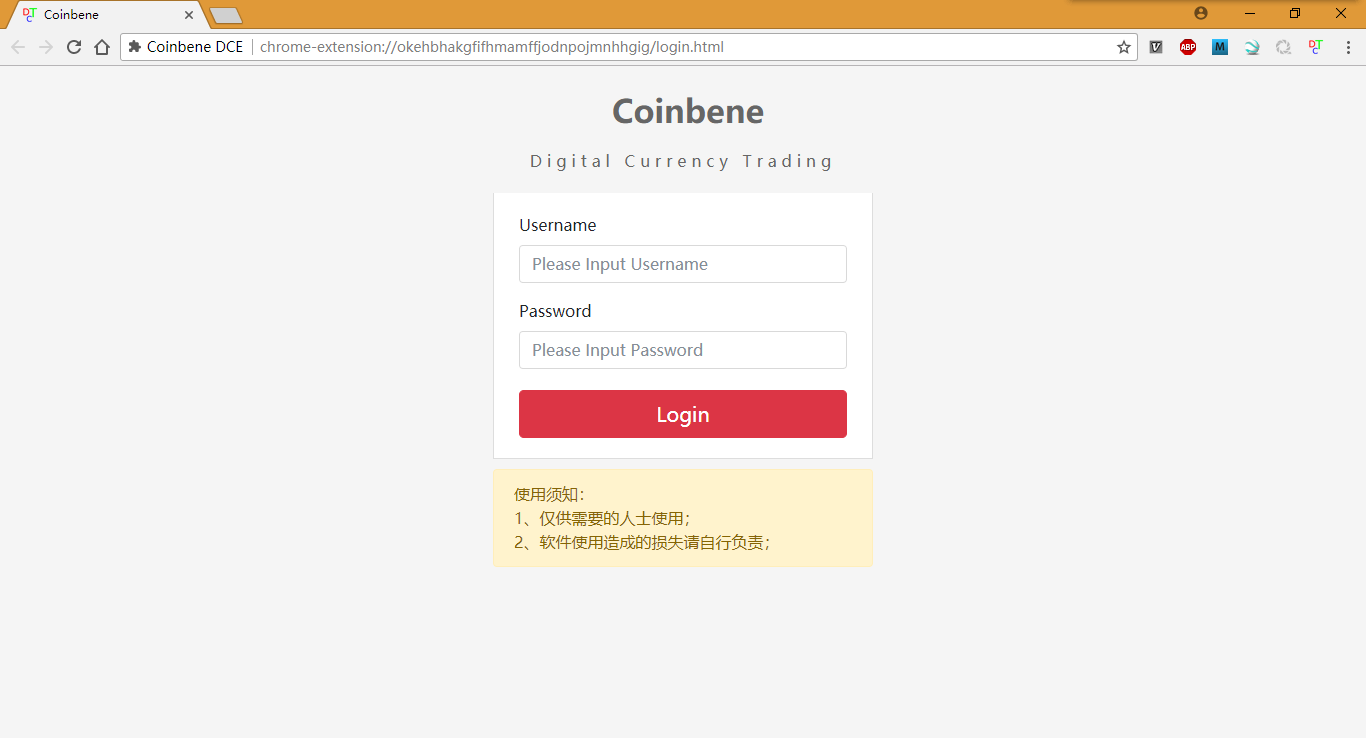 Coinbene
Coinbene DCE
chrome-extension://okehbhakgfifhmamffjodnpojmnhhgig/login.html
ABP
M
Coinbene
Digital Currency Trading
Username
Please Input Username
Password
Please Input Password
Login
使用须知:
1、仅供需要的人士使用;
2、软件使用造成的损失请自行负责;